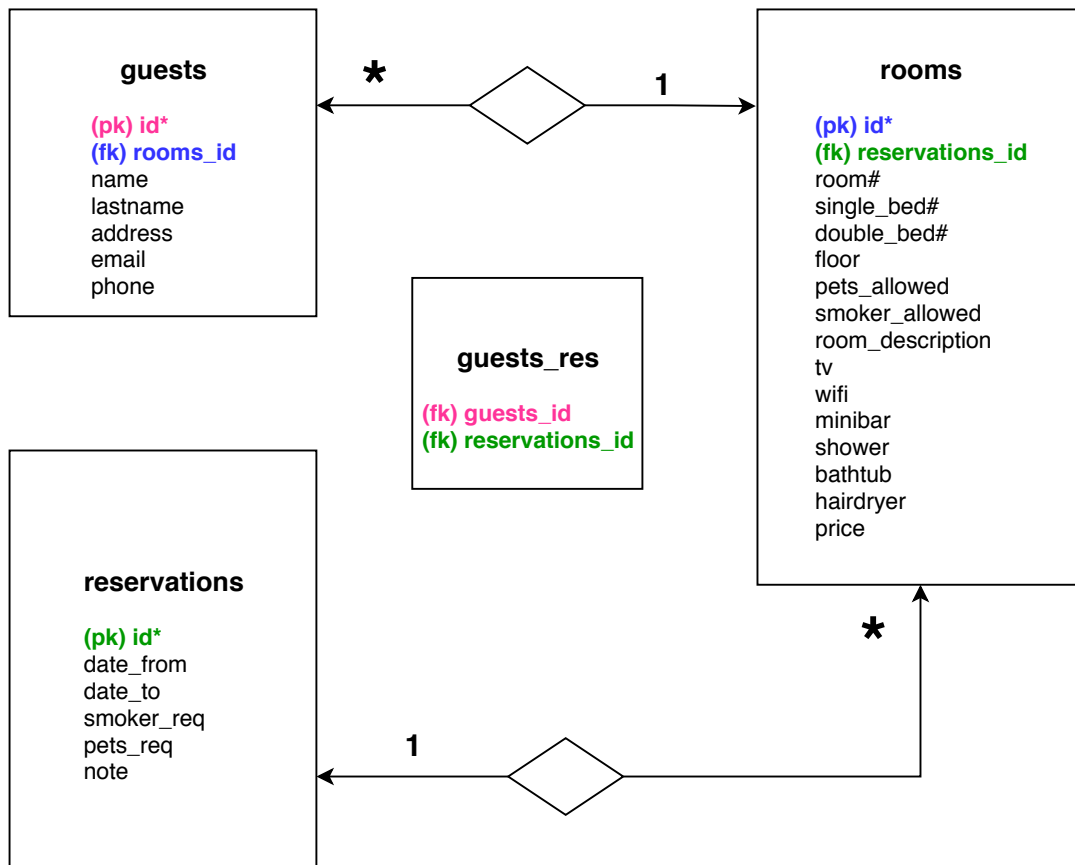 guests
(pk) id*
(fk) rooms_id
name
lastname
address
email
phone
*
1
rooms
(pk) id*
(fk) reservations_id
room#
single_bed#
double_bed#
floor
pets_allowed
smoker_allowed
room_description
tv
wifi
minibar
shower
bathtub
hairdryer
price
guests_res
(fk) guests_id
(fk) reservations_id
reservations
(pk) id*
date_from
date_to
smoker_req
pets_req
note
1
*